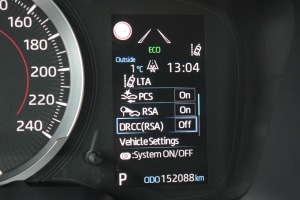 ECO
Outside
1°C 13:04
LTA
PCS On
RSA On
DRCC(RSA) Off
Vehicle Settings
:System ON/OFF
P ODO 152088 km
160
180
200
220
240